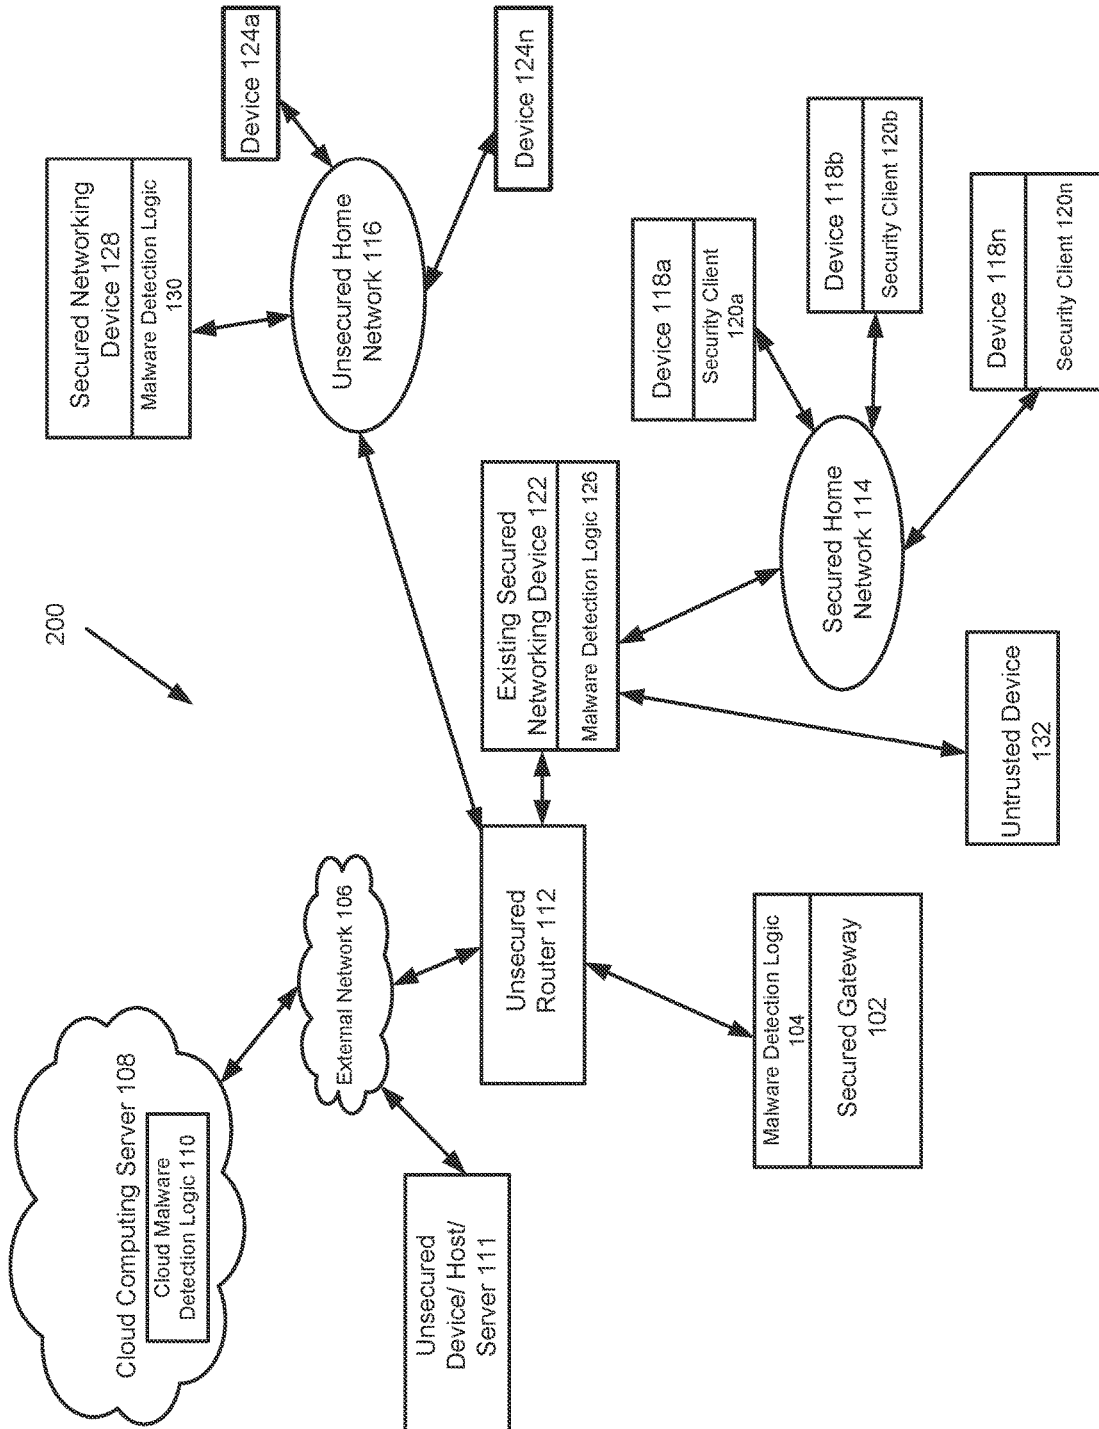 200
Cloud Computing Server 108
Cloud Malware
Detection Logic 110
External Network 106
Unsecured
Device/ Host/
Server 111
Unsecured
Router 112
Malware Detection Logic
104
Secured Gateway
102
Existing Secured
Networking Device 122
Malware Detection Logic 126
Untrusted Device
132
Secured Networking
Device 128
Malware Detection Logic
130
Unsecured Home
Network 116
Device 124a
Device 124n
Secured Home
Network 114
Device 118a
Security Client
120a
Device 118b
Security Client 120b
Device 118n
Security Client 120n